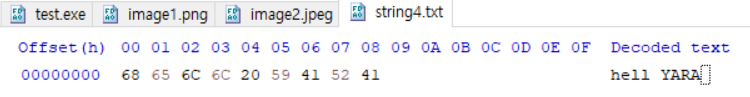 test.exe image1.png image2.jpeg string4.txt
Offset(h) 00 01 02 03 04 05 06 07 08 09 0A 0B 0C 0D 0E 0F Decoded text
00000000 68 65 6C 6C 20 59 41 52 41 hell YARA